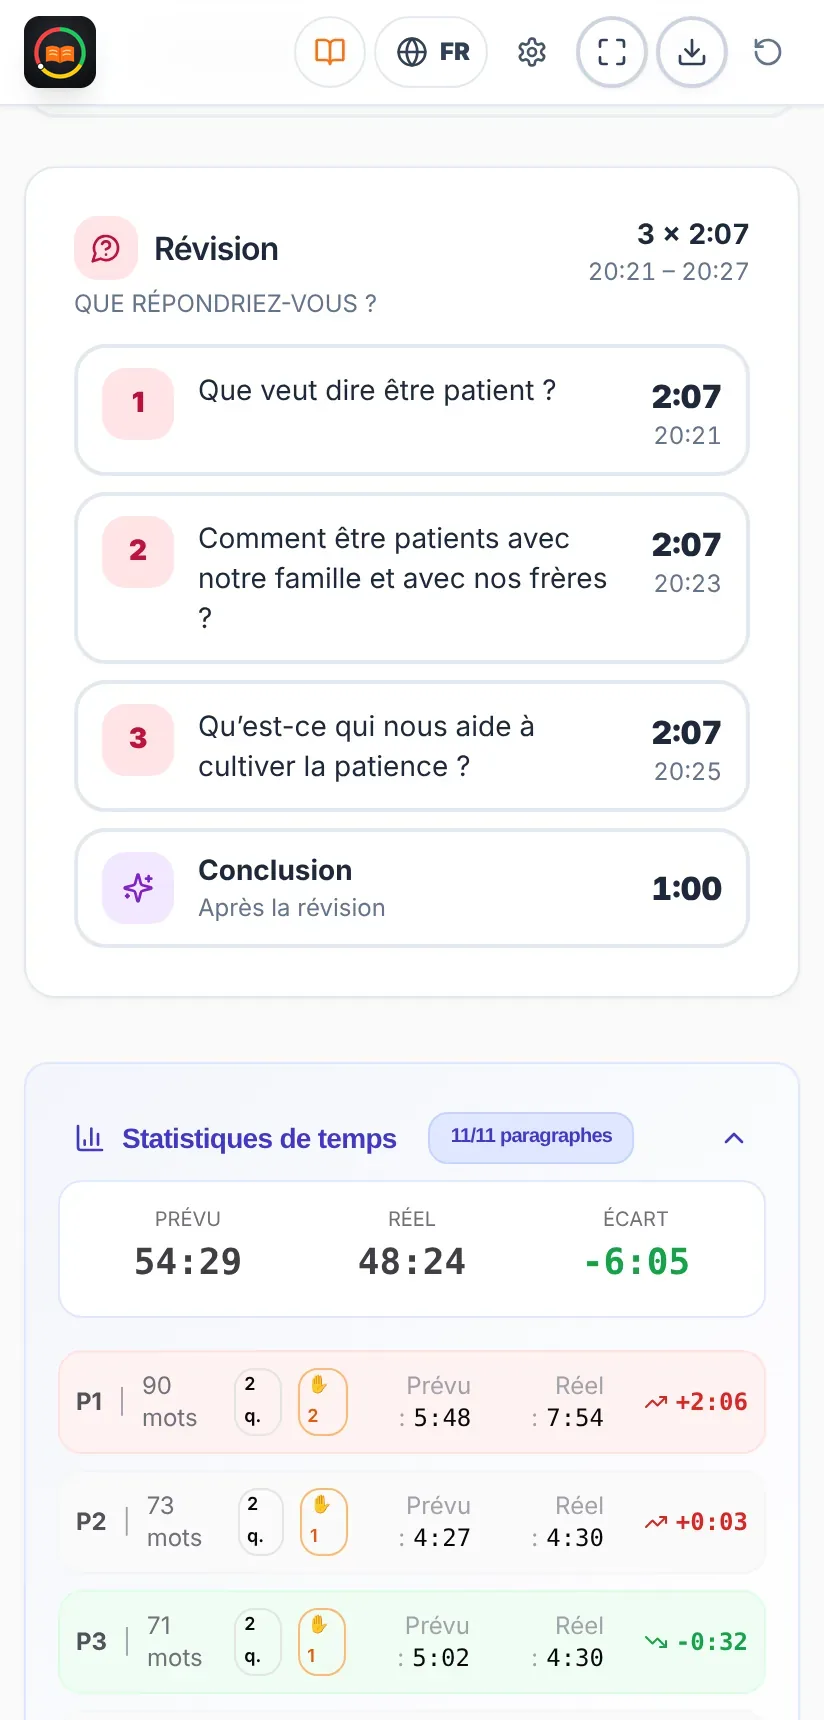 FR
Révision
3 × 2:07
20:21 – 20:27
QUE RÉPONDRIEZ-VOUS ?
1
Que veut dire être patient ?
2:07
20:21
2
Comment être patients avec
notre famille et avec nos frères
?
2:07
20:23
3
Qu’est-ce qui nous aide à
cultiver la patience ?
2:07
20:25
Conclusion
Après la révision
1:00
Statistiques de temps
11/11 paragraphes
PRÉVU
54:29
RÉEL
48:24
ÉCART
-6:05
P1
90
mots
2
q.
✋
2
Prévu
: 5:48
Réel
: 7:54
+2:06
P2
73
mots
2
q.
✋
1
Prévu
: 4:27
Réel
: 4:30
+0:03
P3
71
mots
2
q.
✋
1
Prévu
: 5:02
Réel
: 4:30
-0:32